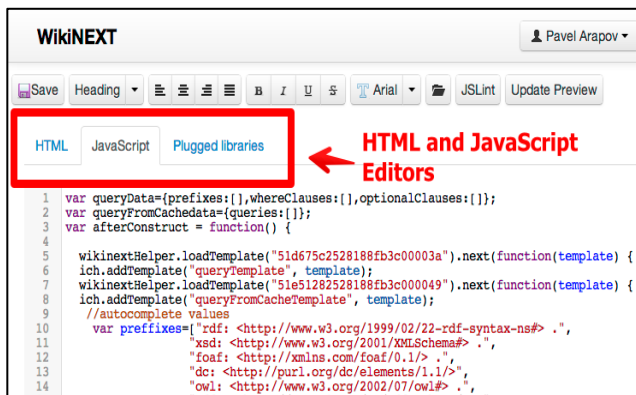 WikiNEXT
Pavel Arapov
Save Heading B I U S Arial JSLint Update Preview
HTML JavaScript Plugged libraries
HTML and JavaScript
Editors
1 var queryData={prefixes:[],whereClauses:[],optionalClauses:[]};
2 var queryFromCachedata={queries:[]};
3 var afterConstruct = function() {
4
5 wikinextHelper.loadTemplate("51d675c2528188fb3c00003a").next(function(template) {
6 ich.addTemplate("queryTemplate", template);
7 wikinextHelper.loadTemplate("51e51282528188fb3c000049").next(function(template) {
8 ich.addTemplate("queryFromCacheTemplate", template);
9 //autocomplete values
10 var preffixes=["rdf: <http://www.w3.org/1999/02/22-rdf-syntax-ns#> .",
11 "xsd: <http://www.w3.org/2001/XMLSchema#> .",
12 "foaf: <http://xmlns.com/foaf/0.1/> .",
13 "dc: <http://purl.org/dc/elements/1.1/>",
14 "owl: <http://www.w3.org/2002/07/owl#> .",